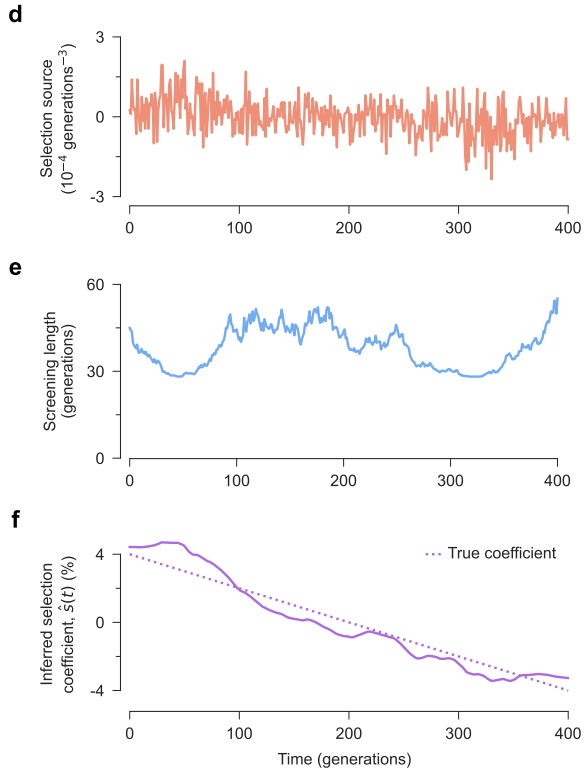 d
Selection source
(10⁻⁴ generations⁻³)
3
0
-3
0 100 200 300 400
e
Screening length
(generations)
60
30
0
0 100 200 300 400
f
Inferred selection
coefficient, ŝ(t) (%)
4
0
-4
True coefficient
0 100 200 300 400
Time (generations)